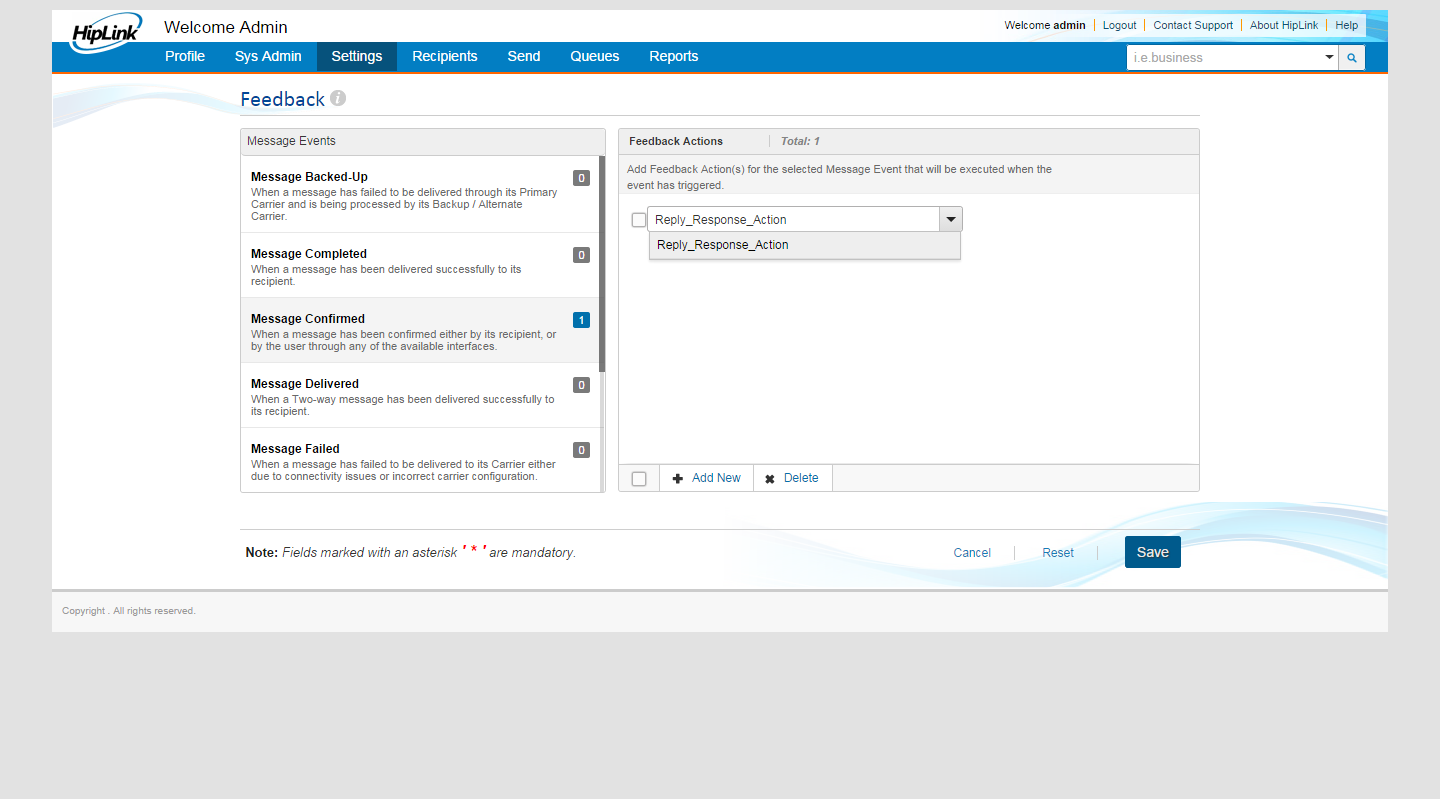 HipLink
Welcome Admin
Welcome admin Logout Contact Support About HipLink Help
Profile Sys Admin Settings Recipients Send Queues Reports
i.e.business
Feedback i
Message Events
Message Backed-Up
0
When a message has failed to be delivered through its Primary
Carrier and is being processed by its Backup / Alternate
Carrier.
Message Completed
0
When a message has been delivered successfully to its
recipient.
Message Confirmed
1
When a message has been confirmed either by its recipient, or
by the user through any of the available interfaces.
Message Delivered
0
When a Two-way message has been delivered successfully to
its recipient.
Message Failed
0
When a message has failed to be delivered to its Carrier either
due to connectivity issues or incorrect carrier configuration.
Feedback Actions Total: 1
Add Feedback Action(s) for the selected Message Event that will be executed when the
event has triggered.
Reply_Response_Action
Reply_Response_Action
Add New Delete
Note: Fields marked with an asterisk ' * ' are mandatory.
Cancel Reset Save
Copyright . All rights reserved.